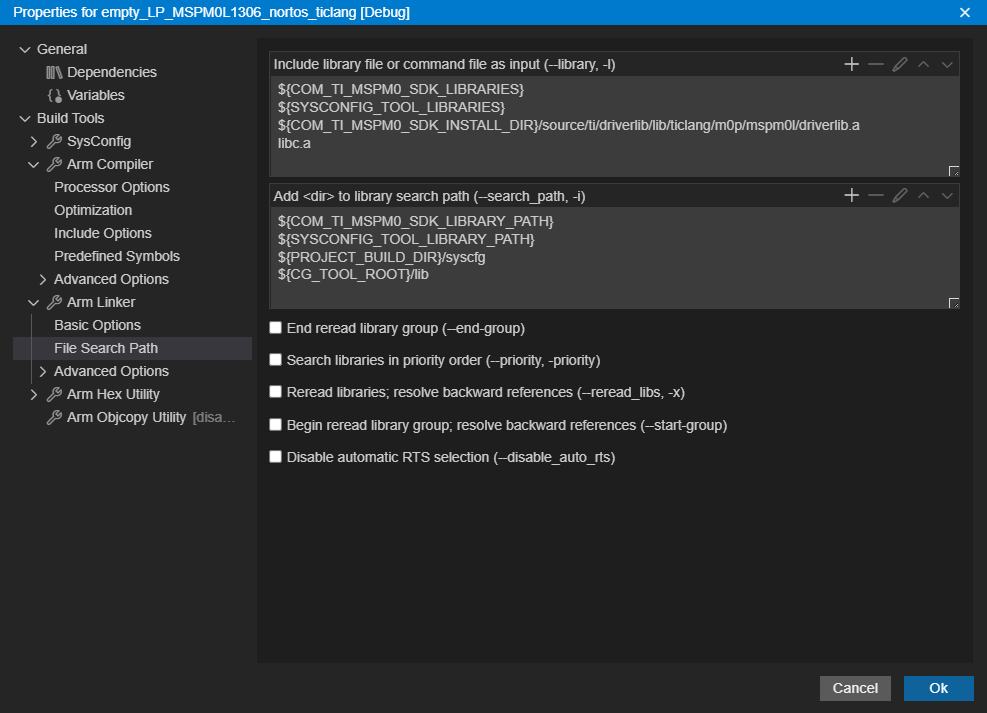 Properties for empty_LP_MSPM0L1306_nortos_ticlang [Debug]
General
Dependencies
Variables
Build Tools
SysConfig
Arm Compiler
Processor Options
Optimization
Include Options
Predefined Symbols
Advanced Options
Arm Linker
Basic Options
File Search Path
Advanced Options
Arm Hex Utility
Arm Objcopy Utility [disa...
Include library file or command file as input (--library, -l)
${COM_TI_MSPM0_SDK_LIBRARIES}
${SYSCONFIG_TOOL_LIBRARIES}
${COM_TI_MSPM0_SDK_INSTALL_DIR}/source/ti/driverlib/lib/ticlang/m0p/mspm0l/driverlib.a
libc.a
Add <dir> to library search path (--search_path, -i)
${COM_TI_MSPM0_SDK_LIBRARY_PATH}
${SYSCONFIG_TOOL_LIBRARY_PATH}
${PROJECT_BUILD_DIR}/syscfg
${CG_TOOL_ROOT}/lib
End reread library group (--end-group)
Search libraries in priority order (--priority, -priority)
Reread libraries; resolve backward references (--reread_libs, -x)
Begin reread library group; resolve backward references (--start-group)
Disable automatic RTS selection (--disable_auto_rts)
Cancel
Ok